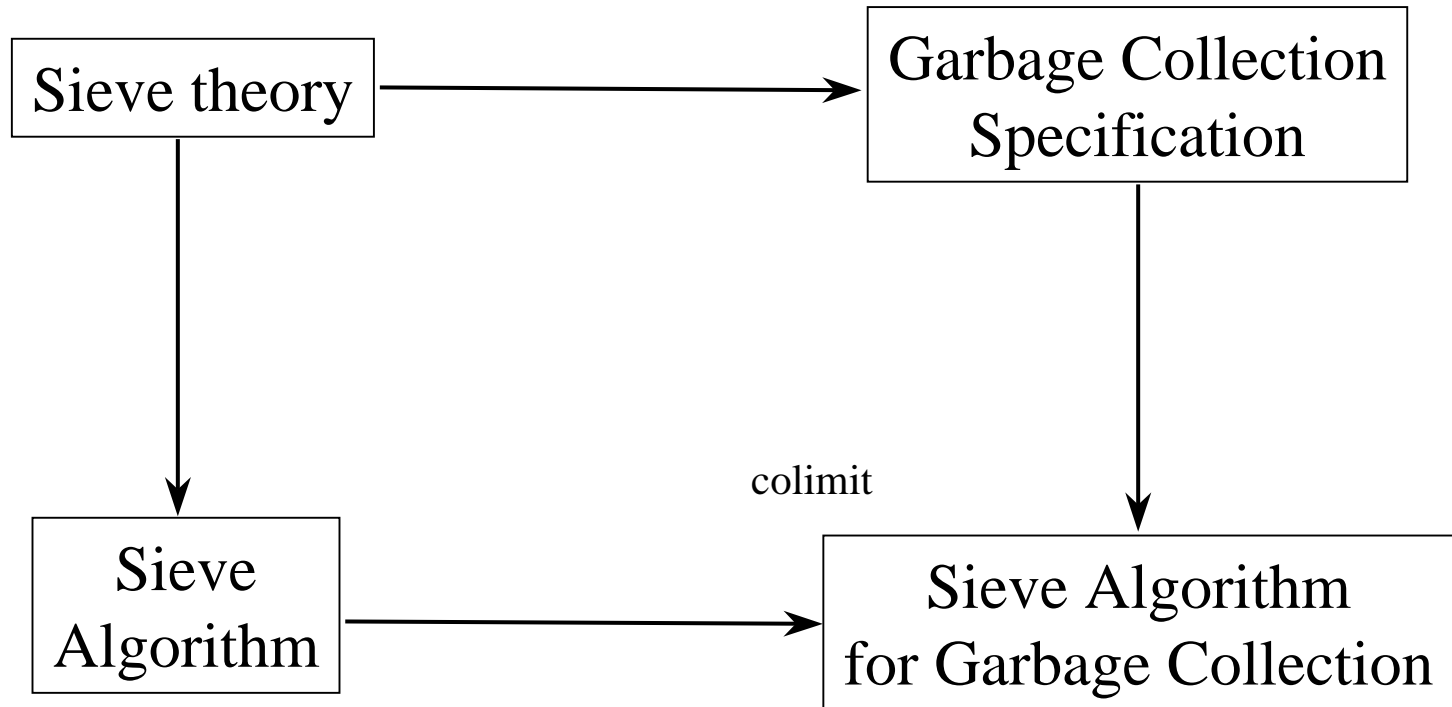 Sieve theory
Garbage Collection
Specification
colimit
Sieve
Algorithm
Sieve Algorithm
for Garbage Collection